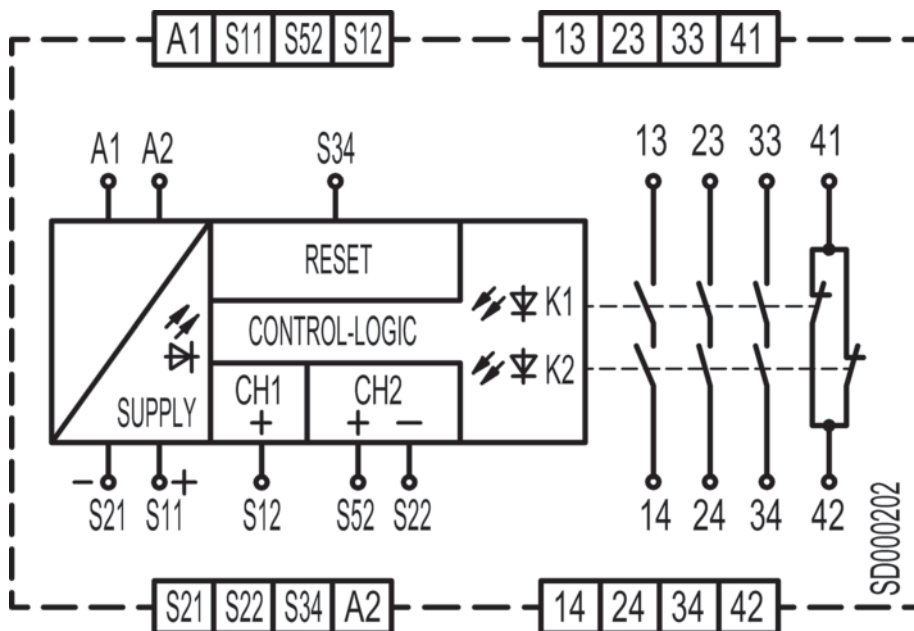 A1 S11 S52 S12 13 23 33 41
A1 A2 S34 13 23 33 41
RESET
K1
CONTROL-LOGIC
K2
CH1 CH2
SUPPLY + + −
− +
S21 S11 S12 S52 S22 14 24 34 42
SD000202
S21 S22 S34 A2 14 24 34 42